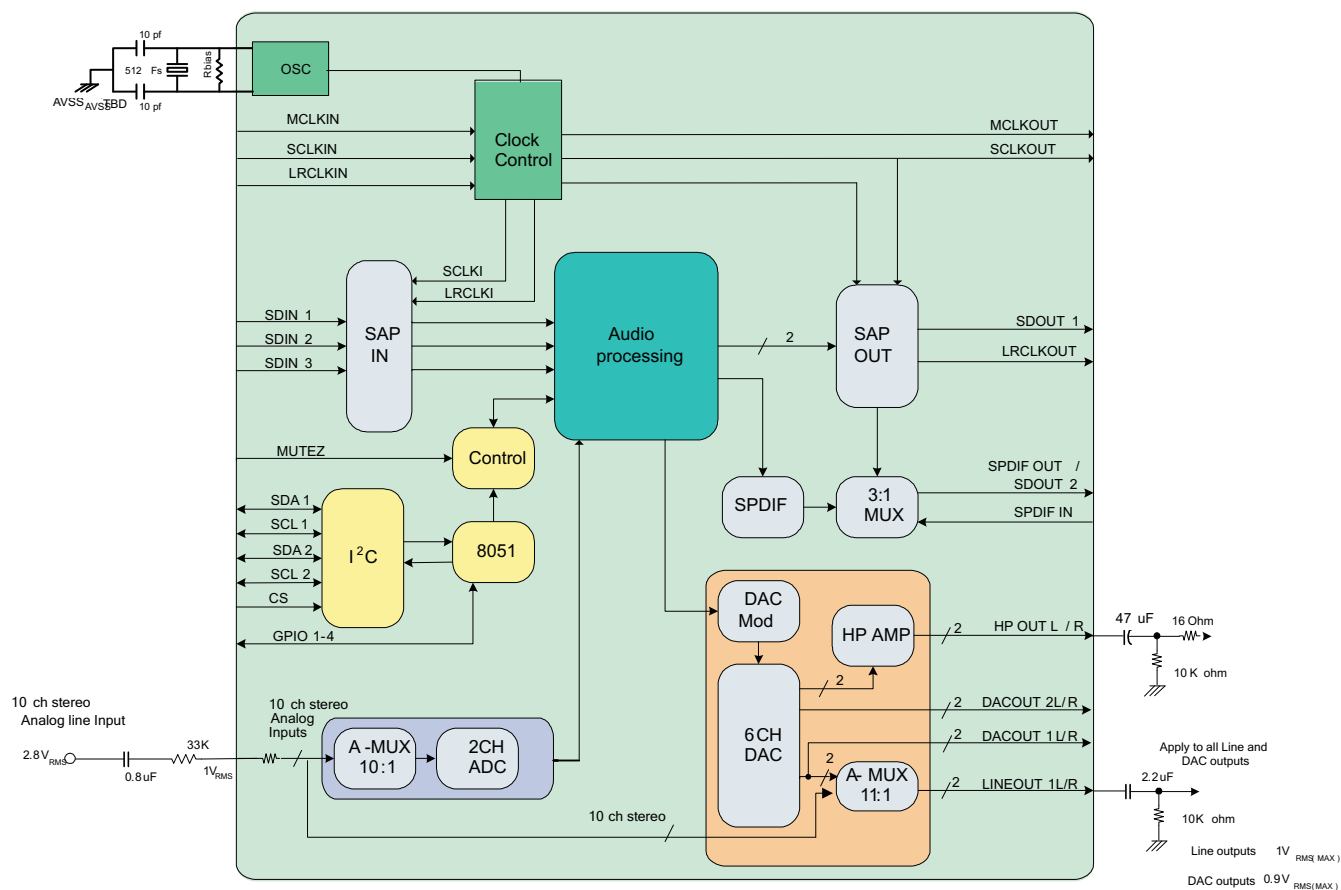 10 pf
OSC
512 Fs
Rbias
AVSS AVSS TBD
10 pf
MCLKIN
SCLKIN
LRCLKIN
Clock
Control
MCLKOUT
SCLKOUT
SCLKI
LRCLKI
SDIN 1
SDIN 2
SDIN 3
SAP
IN
Audio
processing
2
SAP
OUT
SDOUT 1
LRCLKOUT
MUTEZ
Control
SPDIF
3:1
MUX
SPDIF OUT /
SDOUT 2
SPDIF IN
SDA 1
SCL 1
SDA 2
SCL 2
CS
I2C
8051
GPIO 1-4
DAC
Mod
HP AMP
2
HP OUT L / R
47 uF
16 Ohm
10 K ohm
2
6 CH
DAC
2
DACOUT 2L/ R
2
DACOUT 1 L/ R
2
A- MUX
11:1
2
LINEOUT 1L/R
Apply to all Line and
DAC outputs
2.2uF
10K ohm
Line outputs 1V RMS( MAX )
DAC outputs 0.9V RMS(MAX )
10 ch stereo
Analog line Input
2.8VRMS
0.8uF
33K
1VRMS
10 ch stereo
Analog
Inputs
A -MUX
10:1
2CH
ADC
10 ch stereo